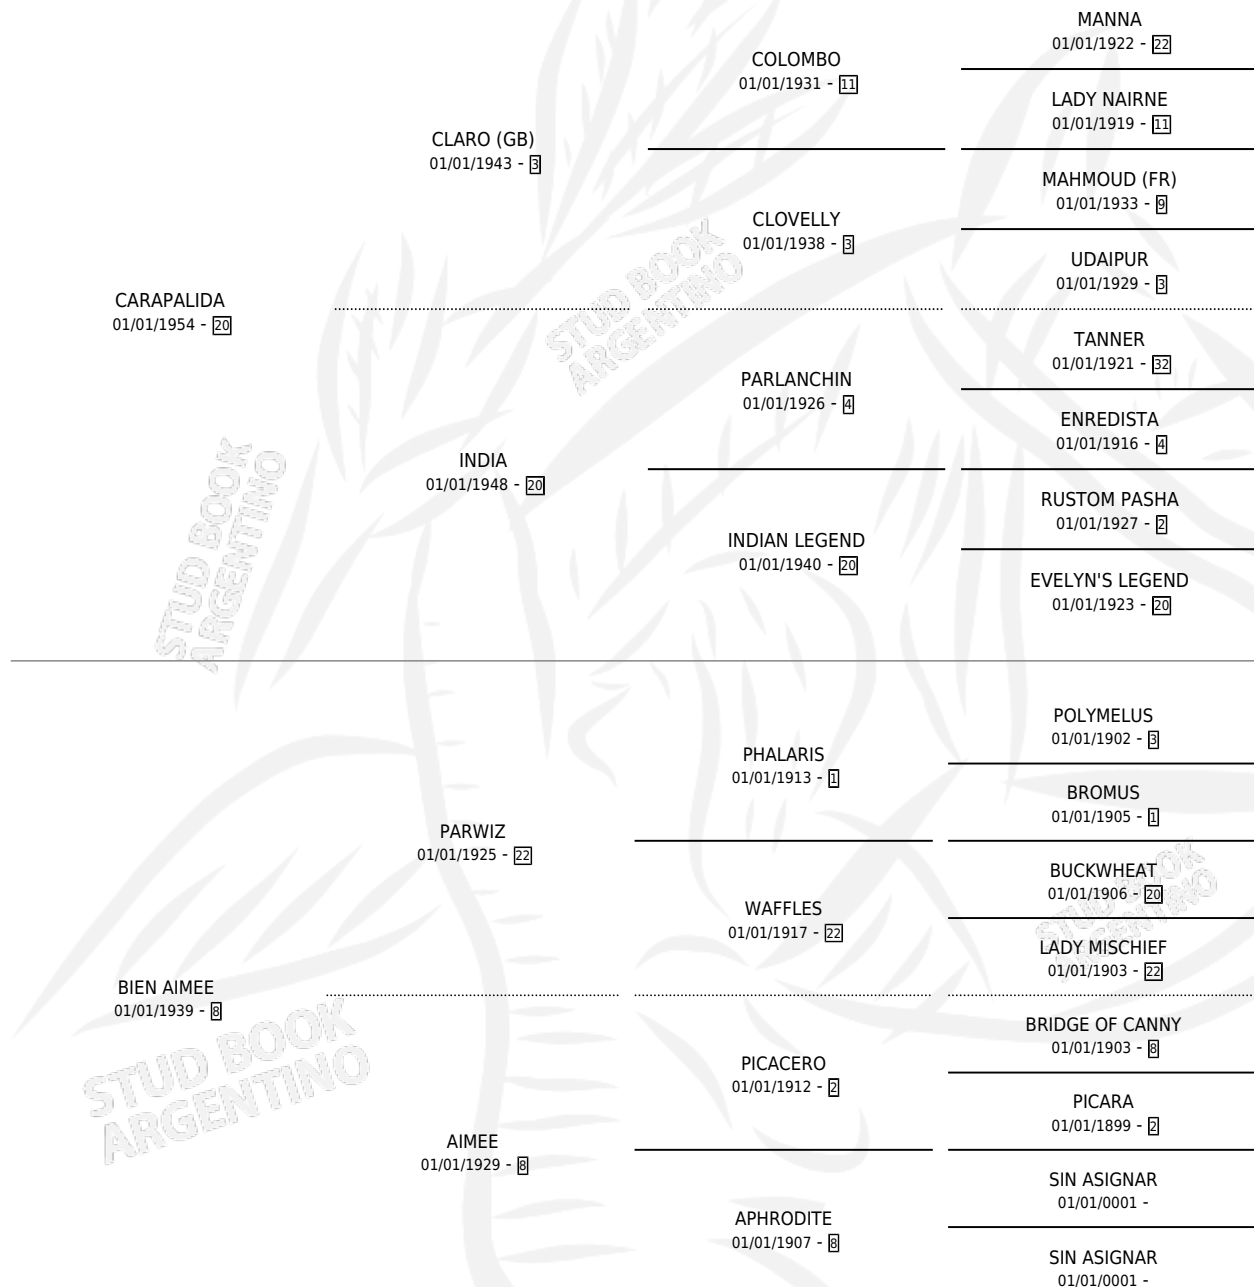 MANNA
01/01/1922 - 22
COLOMBO
01/01/1931 - 11
LADY NAIRNE
01/01/1919 - 11
CLARO (GB)
01/01/1943 - 3
MAHMOUD (FR)
01/01/1933 - 9
CLOVELLY
01/01/1938 - 3
UDAIPUR
01/01/1929 - 3
CARAPALIDA
01/01/1954 - 20
TANNER
01/01/1921 - 32
PARLANCHIN
01/01/1926 - 4
ENREDISTA
01/01/1916 - 4
INDIA
01/01/1948 - 20
RUSTOM PASHA
01/01/1927 - 2
INDIAN LEGEND
01/01/1940 - 20
EVELYN'S LEGEND
01/01/1923 - 20
STUD BOOK
ARGENTINO
STUD BOOK
ARGENTINO
POLYMELUS
01/01/1902 - 3
PHALARIS
01/01/1913 - 1
BROMUS
01/01/1905 - 1
PARWIZ
01/01/1925 - 22
BUCKWHEAT
01/01/1906 - 20
WAFFLES
01/01/1917 - 22
LADY MISCHIEF
01/01/1903 - 22
BIEN AIMEE
01/01/1939 - 8
BRIDGE OF CANNY
01/01/1903 - 8
PICACERO
01/01/1912 - 2
PICARA
01/01/1899 - 2
AIMEE
01/01/1929 - 8
SIN ASIGNAR
01/01/0001 -
APHRODITE
01/01/1907 - 8
SIN ASIGNAR
01/01/0001 -
STUD BOOK
ARGENTINO
STUD BOOK
ARGENTINO